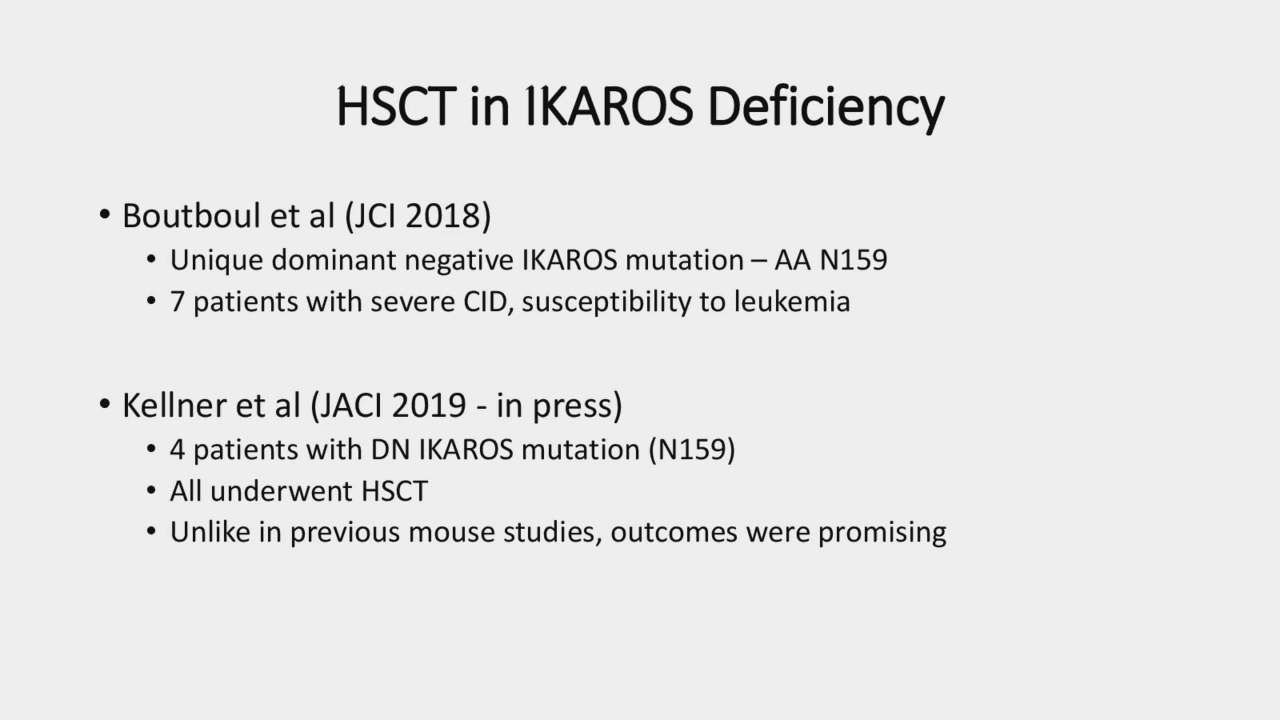 HSCT in IKAROS Deficiency
• Boutboul et al (JCI 2018)
• Unique dominant negative IKAROS mutation – AA N159
• 7 patients with severe CID, susceptibility to leukemia
• Kellner et al (JACI 2019 - in press)
• 4 patients with DN IKAROS mutation (N159)
• All underwent HSCT
• Unlike in previous mouse studies, outcomes were promising